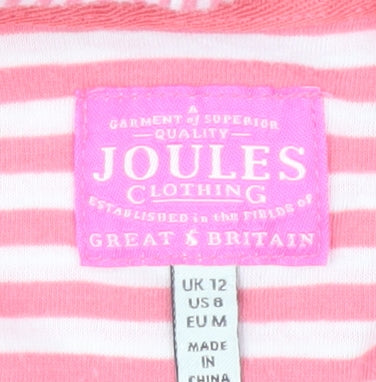 A
GARMENT of SUPERIOR
QUALITY
JOULES
CLOTHING
ESTABLISHED in the FIELDS OF
GREAT & BRITAIN
UK 12
US 8
EU M
MADE
IN
CHINA